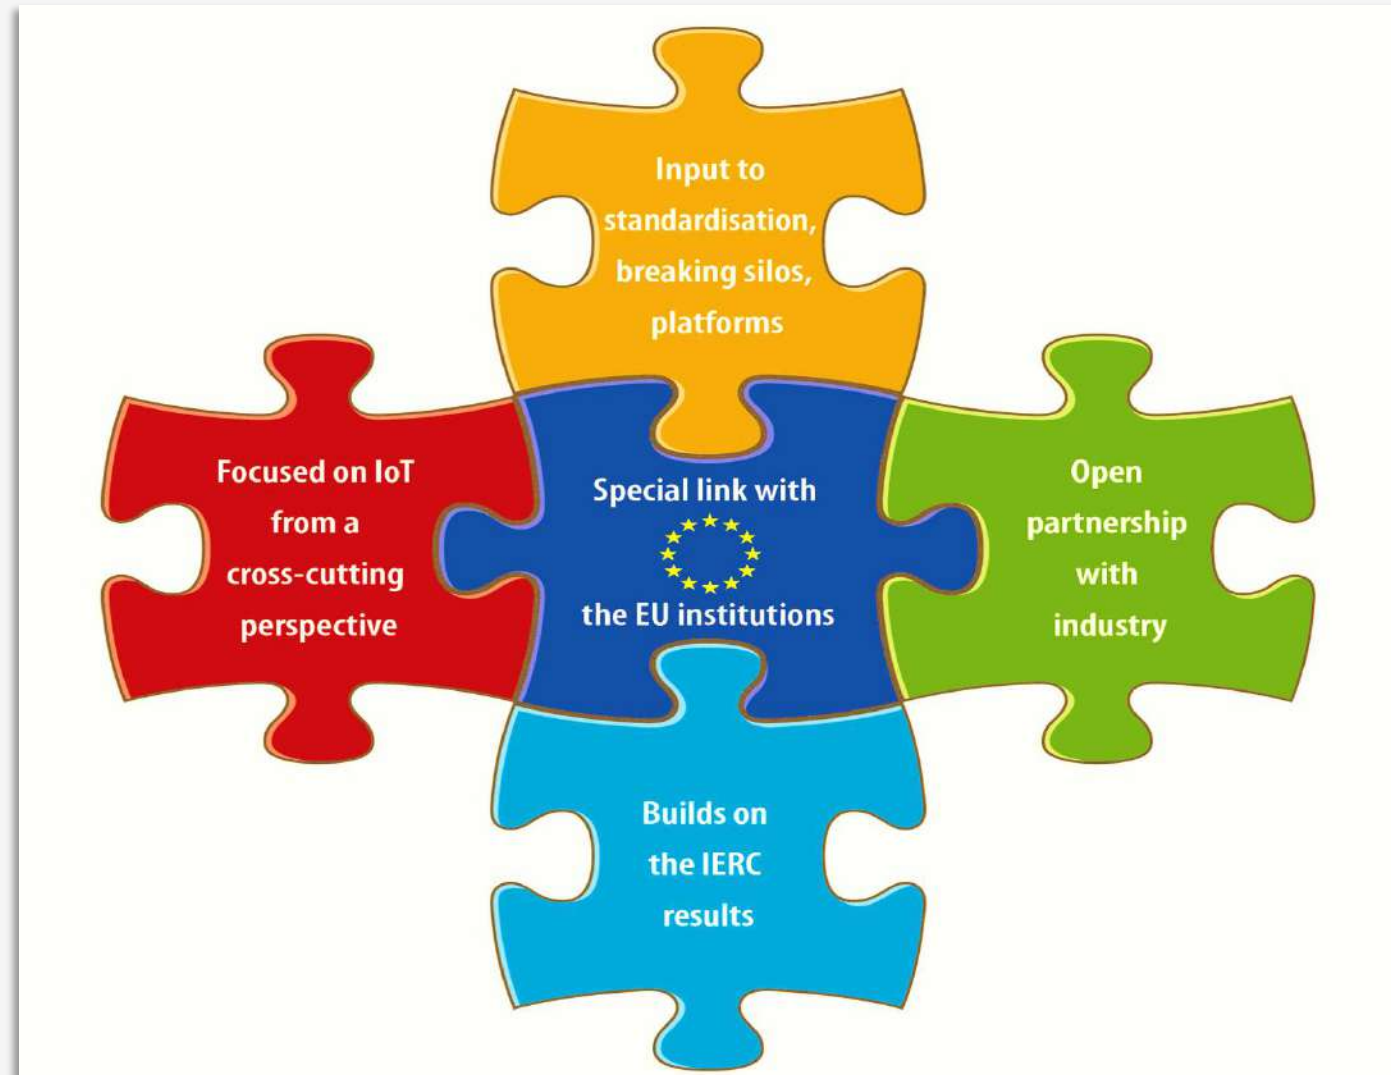 Input to
standardisation,
breaking silos,
platforms
Focused on IoT
from a
cross-cutting
perspective
Special link with
the EU institutions
Open
partnership
with
industry
Builds on
the IERC
results